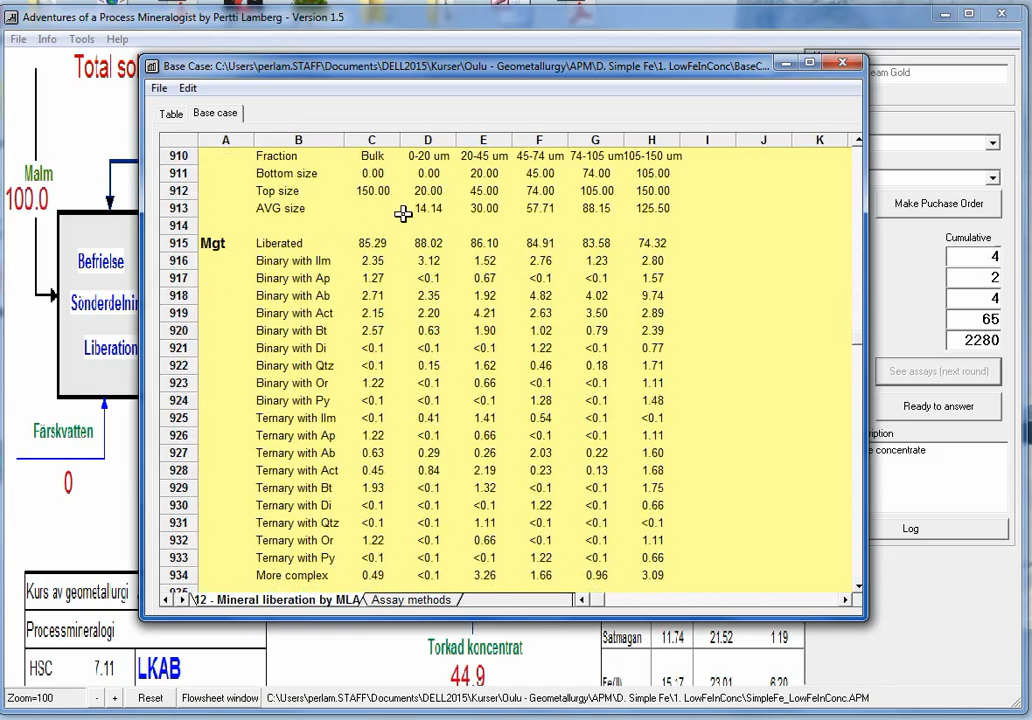 Adventures of a Process Mineralogist by Pertti Lamberg - Version 1.5
File Info Tools Help
Total so
Malm
100.0
Befrielse
Sönderdelnin
Liberation
Färskvatten
0
Base Case: C:\Users\perlam.STAFF\Documents\DELL2015\Kurser\Oulu - Geometallurgy\APM\D. Simple Fe\1. LowFeInConc\BaseC...
File Edit
Table Base case
A B C D E F G H I J K
910 Fraction Bulk 0-20 um 20-45 um 45-74 um 74-105 um 105-150 um
911 Bottom size 0.00 0.00 20.00 45.00 74.00 105.00
912 Top size 150.00 20.00 45.00 74.00 105.00 150.00
913 AVG size 14.14 30.00 57.71 88.15 125.50
914
915 Mgt Liberated 85.29 88.02 86.10 84.91 83.58 74.32
916 Binary with Ilm 2.35 3.12 1.52 2.76 1.23 2.80
917 Binary with Ap 1.27 <0.1 0.67 <0.1 <0.1 1.57
918 Binary with Ab 2.71 2.35 1.92 4.82 4.02 9.74
919 Binary with Act 2.15 2.20 4.21 2.63 3.50 2.89
920 Binary with Bt 2.57 0.63 1.90 1.02 0.79 2.39
921 Binary with Di <0.1 <0.1 <0.1 1.22 <0.1 0.77
922 Binary with Qtz <0.1 0.15 1.62 0.46 0.18 1.71
923 Binary with Or 1.22 <0.1 0.66 <0.1 <0.1 1.11
924 Binary with Py <0.1 <0.1 <0.1 1.28 <0.1 1.48
925 Ternary with Ilm <0.1 0.41 1.41 0.54 <0.1 <0.1
926 Ternary with Ap 1.22 <0.1 0.66 <0.1 <0.1 1.11
927 Ternary with Ab 0.63 0.29 0.26 2.03 0.22 1.60
928 Ternary with Act 0.45 0.84 2.19 0.23 0.13 1.68
929 Ternary with Bt 1.93 <0.1 1.32 <0.1 <0.1 1.75
930 Ternary with Di <0.1 <0.1 <0.1 1.22 <0.1 0.66
931 Ternary with Qtz <0.1 <0.1 1.11 <0.1 <0.1 <0.1
932 Ternary with Or 1.22 <0.1 0.66 <0.1 <0.1 1.11
933 Ternary with Py <0.1 <0.1 <0.1 1.22 <0.1 0.66
934 More complex 0.49 <0.1 3.26 1.66 0.96 3.09
12 - Mineral liberation by MLA Assay methods
eam Gold
Make Puchase Order
Cumulative
4
2
4
65
2280
See assays (next round)
Ready to answer
ription
e concentrate
Log
Kurs av geometallurgi
Processmineralogi
HSC 7.11 LKAB
Torkad koncentrat
44.9
Satmagan 11.74 21.52 1.19
Fe(II) 15.17 23.01 6.20
Zoom=100 - + Reset Flowsheet window C:\Users\perlam.STAFF\Documents\DELL2015\Kurser\Oulu - Geometallurgy\APM\D. Simple Fe\1. LowFeInConc\SimpleFe_LowFeInConc.APM